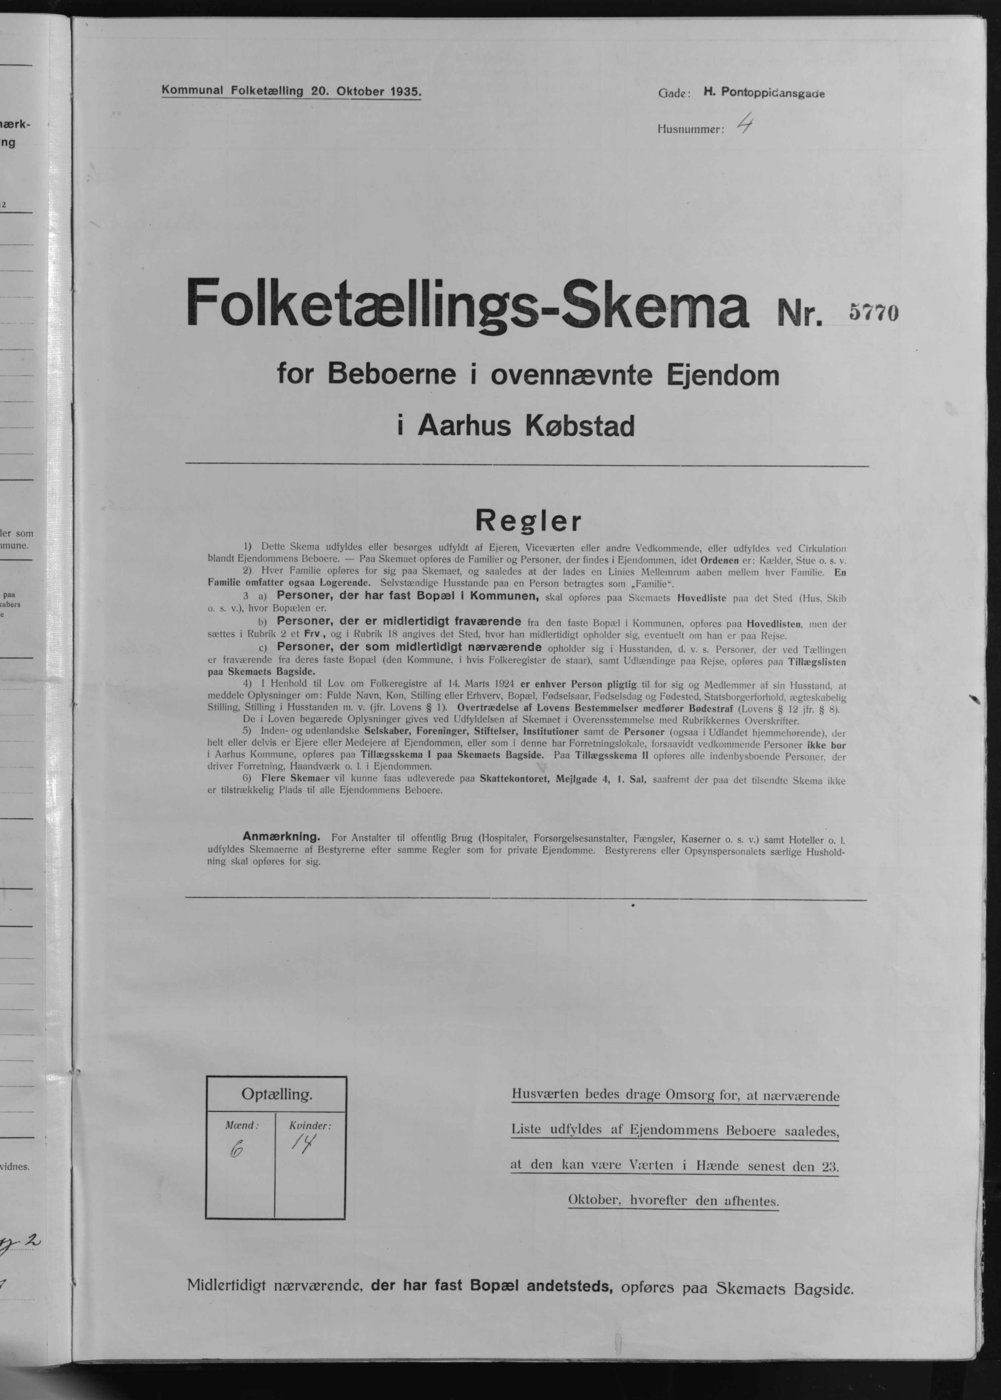 Kommunal Folketælling 20. Oktober 1935.
Gade: H. Pontoppidansgade
Husnummer: 4
Folketællings-Skema Nr. 5770
for Beboerne i ovennævnte Ejendom
i Aarhus Købstad
Regler
1) Dette Skema udfyldes eller besørges udfyldt af Ejeren, Viceværten eller andre Vedkommende, eller udfyldes ved Cirkulation
blandt Ejendommens Beboere. — Paa Skemaet opføres de Familier og Personer, der findes i Ejendommen, idet Ordenen er: Kælder, Stue o. s. v.
2) Hver Familie opføres for sig paa Skemaet, og saaledes at der lades en Linies Mellemrum aaben mellem hver Familie. En
Familie omfatter ogsaa Logerende. Selvstændige Husstande paa en Person betragtes som „Familie“.
3 a) Personer, der har fast Bopæl i Kommunen, skal opføres paa Skemaets Hovedliste paa det Sted (Hus, Skib
o. s. v.), hvor Bopælen er.
b) Personer, der er midlertidigt fraværende fra den faste Bopæl i Kommunen, opføres paa Hovedlisten, men der
sættes i Rubrik 2 et Frv., og i Rubrik 18 angives det Sted, hvor han midlertidigt opholder sig, eventuelt om han er paa Rejse.
c) Personer, der som midlertidigt nærværende opholder sig i Husstanden, d. v. s. Personer, der ved Tællingen
er fraværende fra deres faste Bopæl (den Kommune, i hvis Folkeregister de staar), samt Udlændinge paa Rejse, opføres paa Tillægslisten
paa Skemaets Bagside.
4) I Henhold til Lov om Folkeregistre af 14. Marts 1924 er enhver Person pligtig til for sig og Medlemmer af sin Husstand, at
meddele Oplysninger om: Fulde Navn, Køn, Stilling eller Erhverv, Bopæl, Fødselsaar, Fødselsdag og Fødested, Statsborgerforhold, ægteskabelig
Stilling, Stilling i Husstanden m. v. (jfr. Lovens § 1). Overtrædelse af Lovens Bestemmelser medfører Bødestraf (Lovens § 12 jfr. § 8).
De i Loven begærede Oplysninger gives ved Udfyldelsen af Skemaet i Overensstemmelse med Rubrikkernes Overskrifter.
5) Inden- og udenlandske Selskaber, Foreninger, Stiftelser, Institutioner samt de Personer (ogsaa i Udlandet hjemmehørende), der
helt eller delvis er Ejere eller Medejere af Ejendommen, eller som i denne har Forretningslokale, forsaavidt vedkommende Personer ikke bor
i Aarhus Kommune, opføres paa Tillægsskema I paa Skemaets Bagside. Paa Tillægsskema II opføres alle indenbysboende Personer, der
driver Forretning, Haandværk o. l. i Ejendommen.
6) Flere Skemaer vil kunne faas udleverede paa Skattekontoret, Mejlgade 4, 1. Sal, saafremt der paa det tilsendte Skema ikke
er tilstrækkelig Plads til alle Ejendommens Beboere.
Anmærkning. For Anstalter til offentlig Brug (Hospitaler, Forsørgelsesanstalter, Fængsler, Kaserner o. s. v.) samt Hoteller o. l.
udfyldes Skemaerne af Bestyrerne efter samme Regler som for private Ejendomme. Bestyrerens eller Opsynspersonalets særlige Hushold-
ning skal opføres for sig.
Optælling.
Mænd: Kvinder:
6 14
Husværten bedes drage Omsorg for, at nærværende
Liste udfyldes af Ejendommens Beboere saaledes,
at den kan være Værten i Hænde senest den 23.
Oktober, hvorefter den afhentes.
Midlertidigt nærværende, der har fast Bopæl andetsteds, opføres paa Skemaets Bagside.